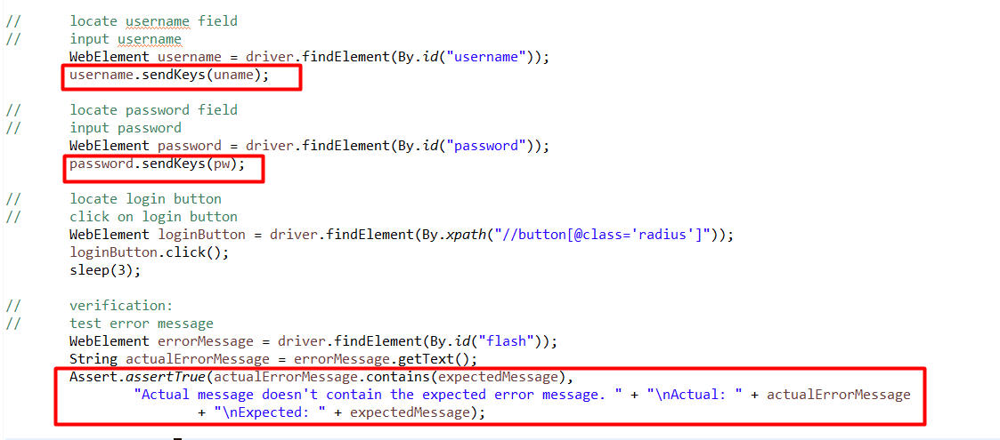 //      locate username field
//      input username
        WebElement username = driver.findElement(By.id("username"));
        username.sendKeys(uname);
//      locate password field
//      input password
        WebElement password = driver.findElement(By.id("password"));
        password.sendKeys(pw);
//      locate login button
//      click on login button
        WebElement loginButton = driver.findElement(By.xpath("//button[@class='radius']"));
        loginButton.click();
        sleep(3);
//      verification:
//      test error message
        WebElement errorMessage = driver.findElement(By.id("flash"));
        String actualErrorMessage = errorMessage.getText();
        Assert.assertTrue(actualErrorMessage.contains(expectedMessage),
                "Actual message doesn't contain the expected error message. " + "\nActual: " + actualErrorMessage
                        + "\nExpected: " + expectedMessage);